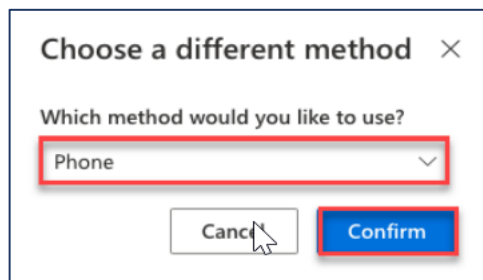 Choose a different method
Which method would you like to use?
Phone
Cancel
Confirm